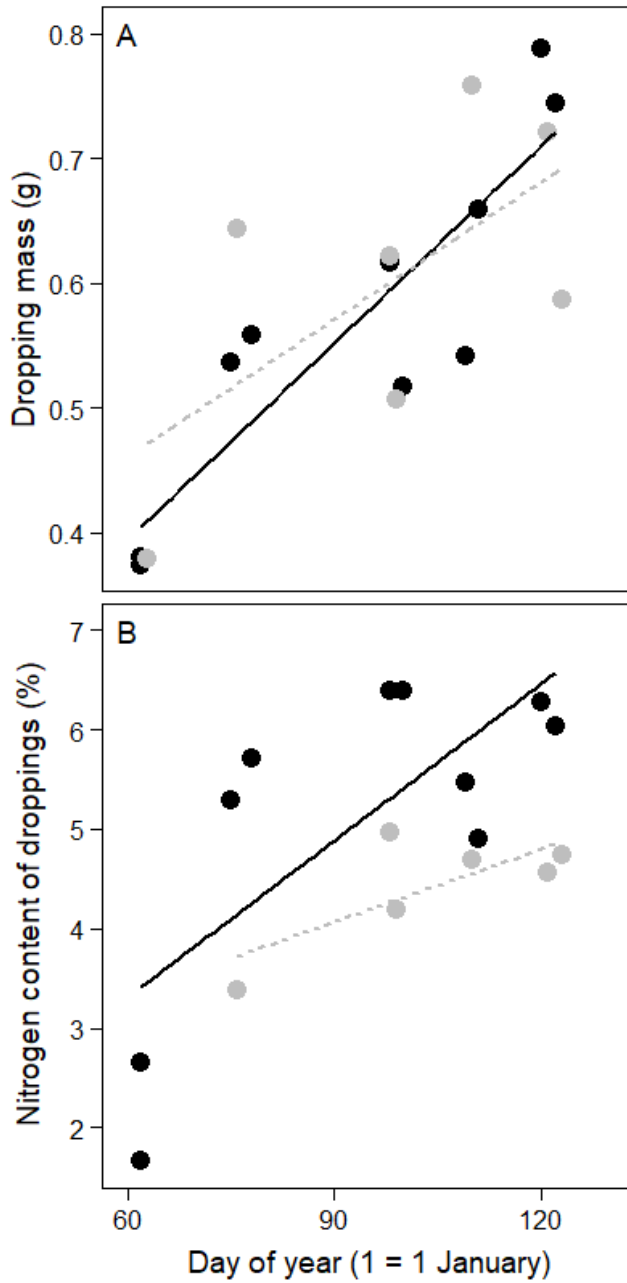 A
Dropping mass (g)
0.8
0.7
0.6
0.5
0.4
B
Nitrogen content of droppings (%)
7
6
5
4
3
2
60 90 120
Day of year (1 = 1 January)